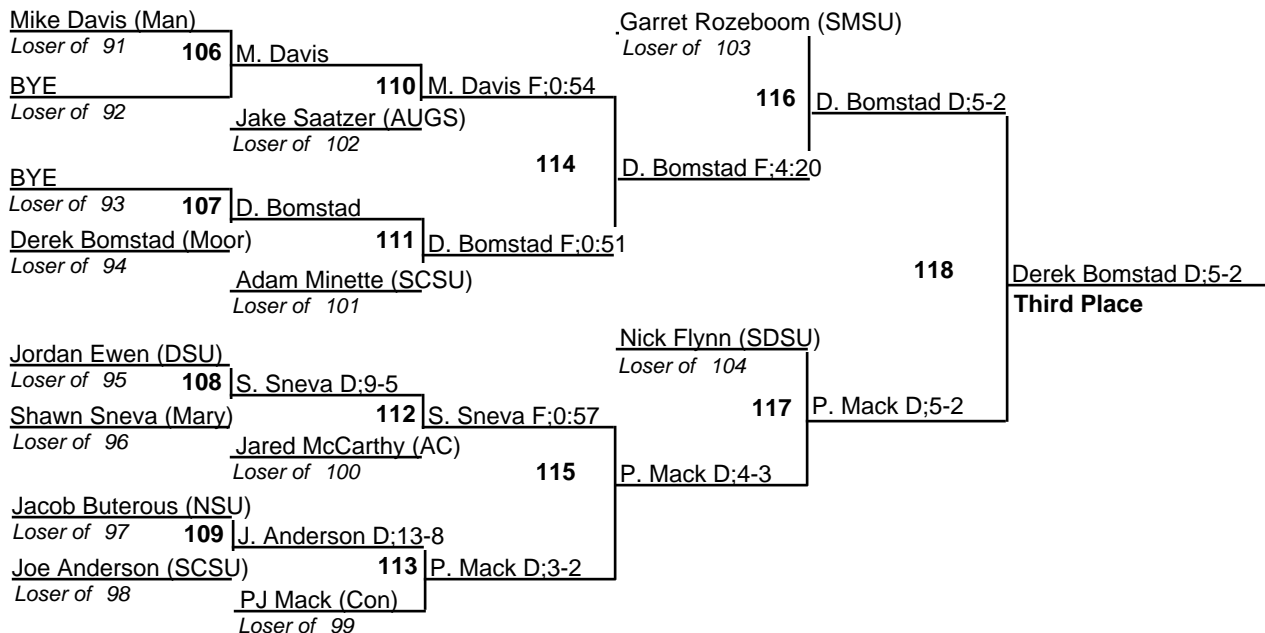 Mike Davis (Man)
Loser of 91
106
M. Davis
BYE
Loser of 92
110
M. Davis F;0:54
Jake Saatzer (AUGS)
Loser of 102
114
BYE
Loser of 93
107
D. Bomstad
Derek Bomstad (Moor)
Loser of 94
111
D. Bomstad F;0:51
Adam Minette (SCSU)
Loser of 101
Garret Rozeboom (SMSU)
Loser of 103
116
D. Bomstad D;5-2
D. Bomstad F;4:20
118
Derek Bomstad D;5-2
Third Place
Jordan Ewen (DSU)
Loser of 95
108
S. Sneva D;9-5
Shawn Sneva (Mary)
Loser of 96
112
S. Sneva F;0:57
Jared McCarthy (AC)
Loser of 100
115
Jacob Buterous (NSU)
Loser of 97
109
J. Anderson D;13-8
Joe Anderson (SCSU)
Loser of 98
113
P. Mack D;3-2
PJ Mack (Con)
Loser of 99
Nick Flynn (SDSU)
Loser of 104
117
P. Mack D;5-2
P. Mack D;4-3